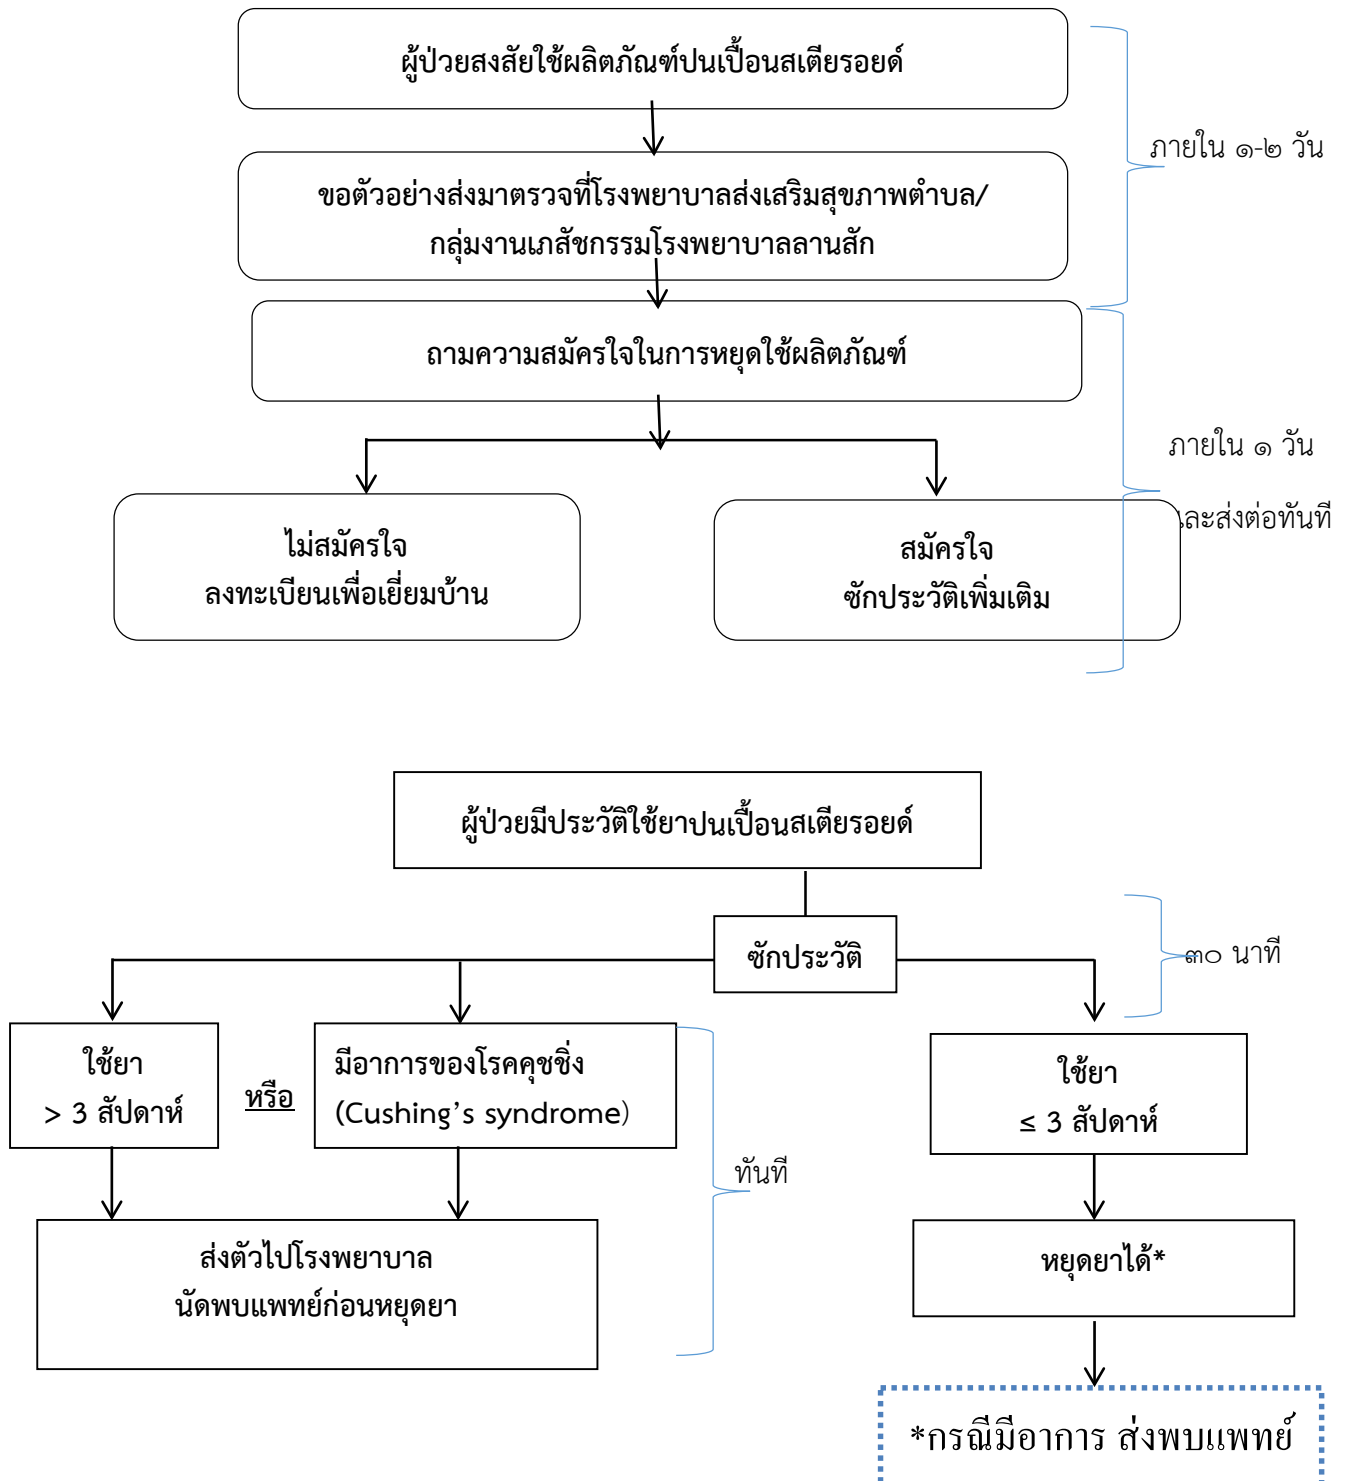 ผู้ป่วยสงสัยใช้ผลิตภัณฑ์ปนเปื้อนสเตียรอยด์
ภายใน ๑-๒ วัน
ขอตัวอย่างส่งมาตรวจที่โรงพยาบาลส่งเสริมสุขภาพตำบล/
กลุ่มงานเภสัชกรรมโรงพยาบาลลานสัก
ถามความสมัครใจในการหยุดใช้ผลิตภัณฑ์
ภายใน ๑ วัน
และส่งต่อทันที
ไม่สมัครใจ
ลงทะเบียนเพื่อเยี่ยมบ้าน
สมัครใจ
ซักประวัติเพิ่มเติม
ผู้ป่วยมีประวัติใช้ยาปนเปื้อนสเตียรอยด์
ซักประวัติ
๓๐ นาที
ใช้ยา
> 3 สัปดาห์
หรือ
มีอาการของโรคคุชชิ่ง
(Cushing’s syndrome)
ใช้ยา
≤ 3 สัปดาห์
ทันที
ส่งตัวไปโรงพยาบาล
นัดพบแพทย์ก่อนหยุดยา
หยุดยาได้*
*กรณีมีอาการ ส่งพบแพทย์